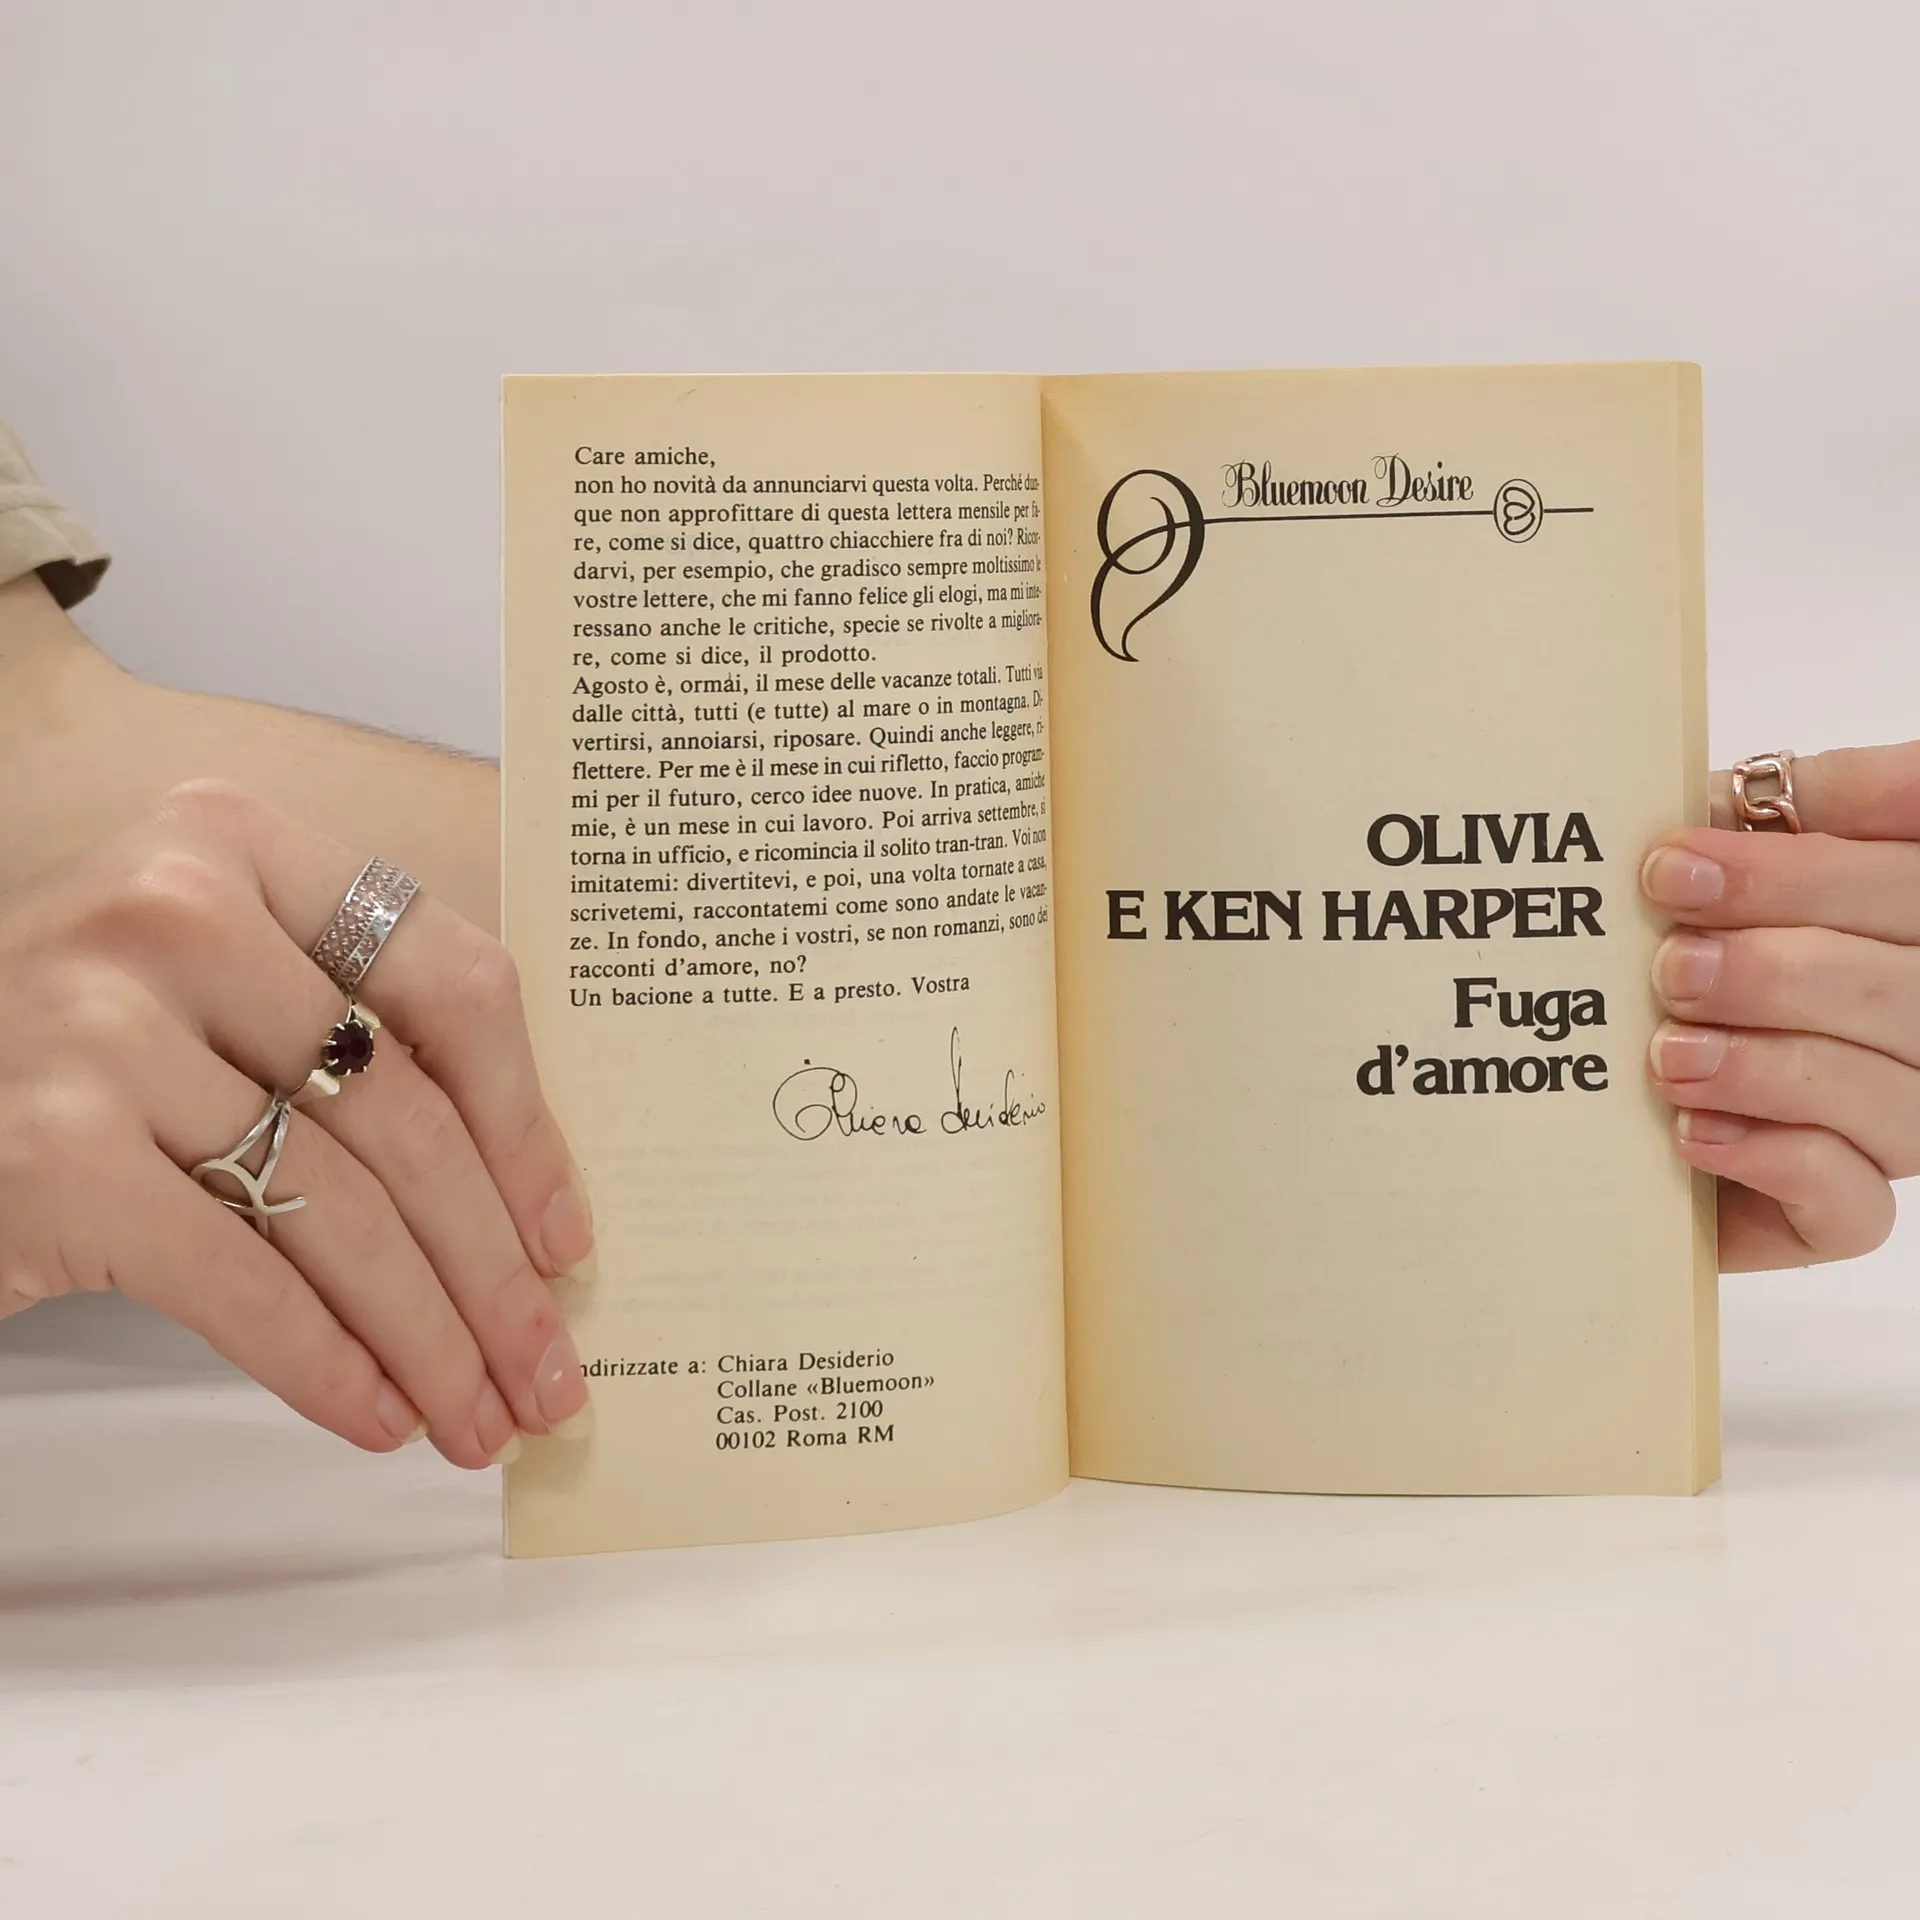 Care amiche,
non ho novità da annunciarvi questa volta. Perché dun-
que non approfittare di questa lettera mensile per fa-
re, come si dice, quattro chiacchiere fra di noi? Ricor-
darvi, per esempio, che gradisco sempre moltissimo le
vostre lettere, che mi fanno felice gli elogi, ma mi inte-
ressano anche le critiche, specie se rivolte a migliora-
re, come si dice, il prodotto.
Agosto è, ormai, il mese delle vacanze totali. Tutti via
dalle città, tutti (e tutte) al mare o in montagna. Di-
vertirsi, annoiarsi, riposare. Quindi anche leggere, ri-
flettere. Per me è il mese in cui rifletto, faccio program-
mi per il futuro, cerco idee nuove. In pratica, amiche
mie, è un mese in cui lavoro. Poi arriva settembre, si
torna in ufficio, e ricomincia il solito tran-tran. Voi non
imitatemi: divertitevi, e poi, una volta tornate a casa,
scrivetemi, raccontatemi come sono andate le vacan-
ze. In fondo, anche i vostri, se non romanzi, sono dei
racconti d'amore, no?
Un bacione a tutte. E a presto. Vostra
Chiara Desiderio
ndirizzate a: Chiara Desiderio
Collane «Bluemoon»
Cas. Post. 2100
00102 Roma RM
Bluemoon Desire
OLIVIA
E KEN HARPER
Fuga
d'amore